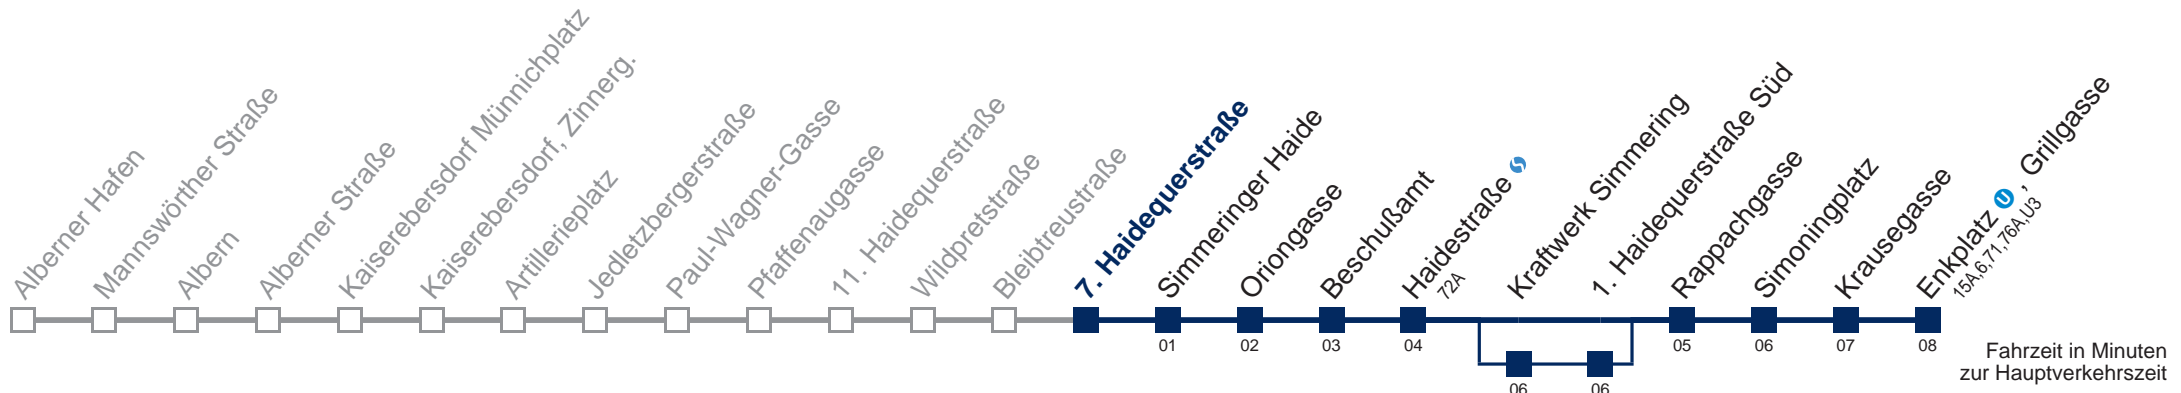 Alberner Hafen
Mannswörther Straße
Albern
Alberner Straße
Kaiserebersdorf Münnichplatz
Kaiserebersdorf, Zinnerg.
Artillerieplatz
Jedletzbergerstraße
Paul-Wagner-Gasse
Pfaffenaugasse
11. Haidequerstraße
Wildpretstraße
Bleibtreustraße
7. Haidequerstraße
Simmeringer Haide
01
Oriongasse
02
Beschußamt
03
Haidestraße
72A
04
Kraftwerk Simmering
06
1. Haidequerstraße Süd
06
Rappachgasse
05
Simoningplatz
06
Krausegasse
07
Enkplatz U , Grillgasse
15A,6,71,76A,U3
08
Fahrzeit in Minuten
zur Hauptverkehrszeit